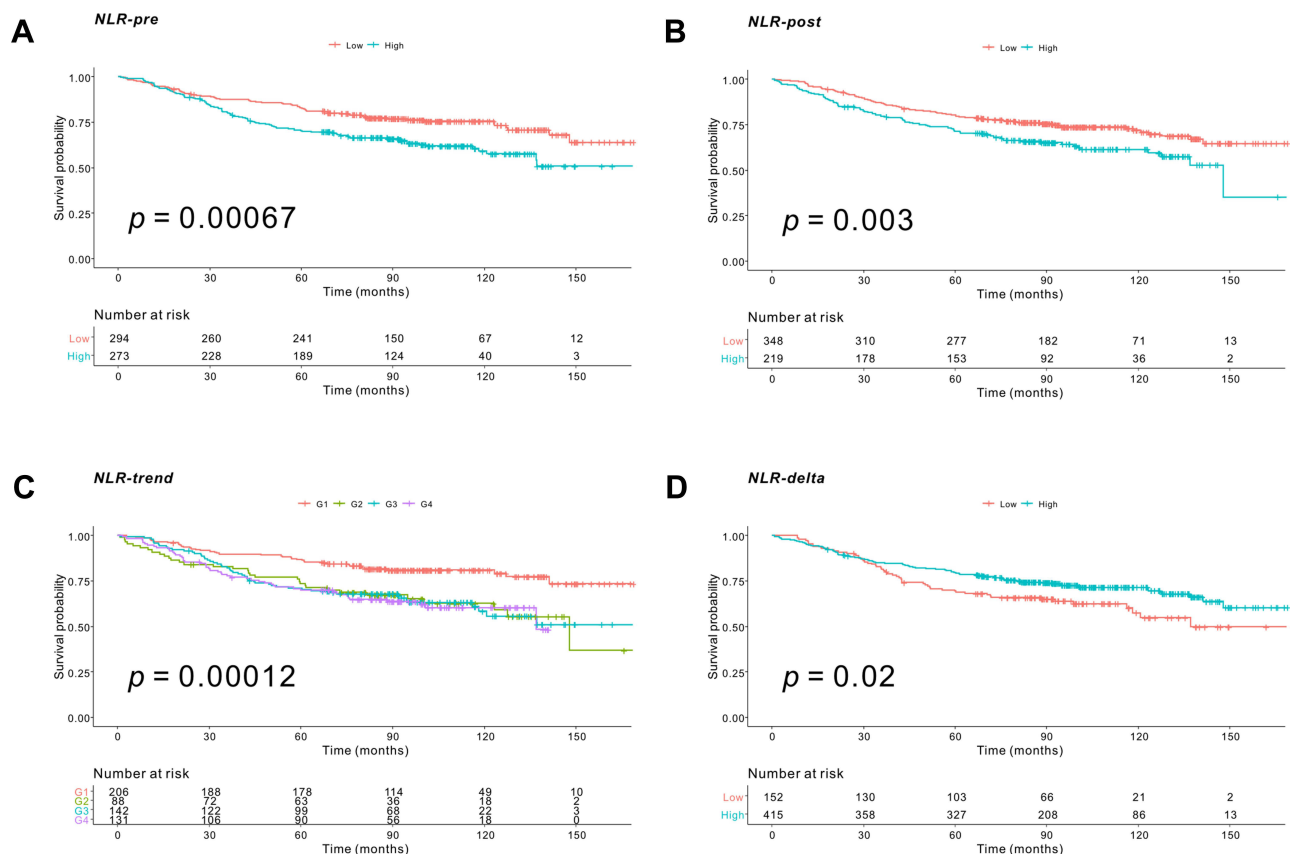 A
NLR-pre
Low High
Survival probability
1.00
0.75
0.50
0.25
0.00
p = 0.00067
0 30 60 90 120 150
Time (months)
Number at risk
Low 294 260 241 150 67 12
High 273 228 189 124 40 3
0 30 60 90 120 150
Time (months)
B
NLR-post
Low High
Survival probability
1.00
0.75
0.50
0.25
0.00
p = 0.003
0 30 60 90 120 150
Time (months)
Number at risk
Low 348 310 277 182 71 13
High 219 178 153 92 36 2
0 30 60 90 120 150
Time (months)
C
NLR-trend
G1 G2 G3 G4
Survival probability
1.00
0.75
0.50
0.25
0.00
p = 0.00012
0 30 60 90 120 150
Time (months)
Number at risk
G1 206 188 178 114 49 10
G2 88 72 63 36 18 2
G3 142 122 99 68 22 3
G4 131 106 90 56 18 0
0 30 60 90 120 150
Time (months)
D
NLR-delta
Low High
Survival probability
1.00
0.75
0.50
0.25
0.00
p = 0.02
0 30 60 90 120 150
Time (months)
Number at risk
Low 152 130 103 66 21 2
High 415 358 327 208 86 13
0 30 60 90 120 150
Time (months)